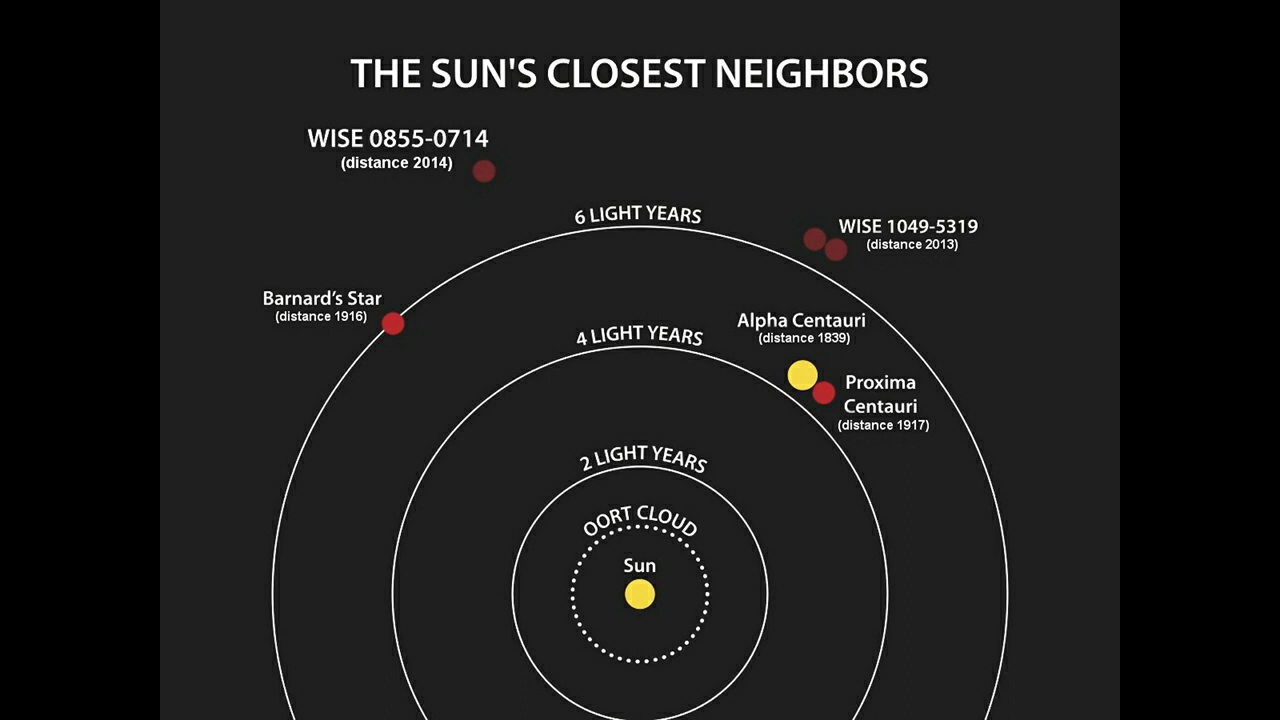 THE SUN'S CLOSEST NEIGHBORS
WISE 0855-0714
(distance 2014)
6 LIGHT YEARS
WISE 1049-5319
(distance 2013)
Barnard's Star
(distance 1916)
Alpha Centauri
(distance 1839)
4 LIGHT YEARS
Proxima
Centauri
(distance 1917)
2 LIGHT YEARS
OORT CLOUD
Sun